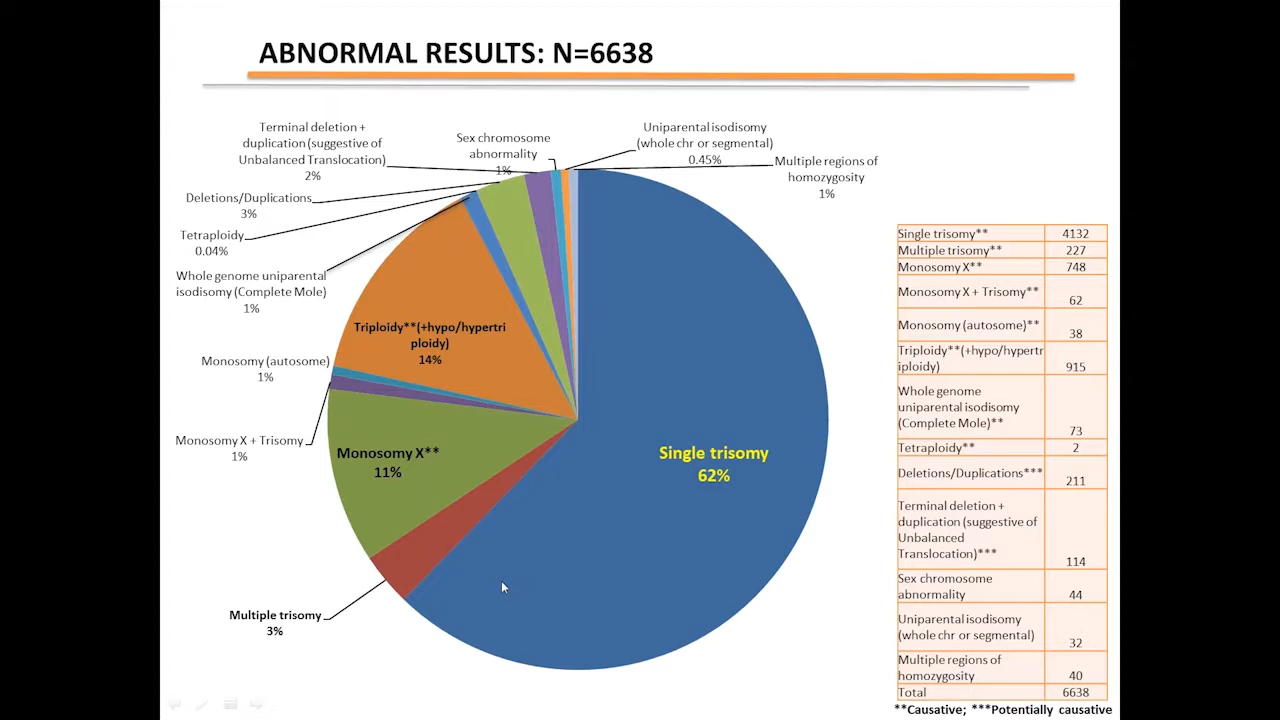 ABNORMAL RESULTS: N=6638
Terminal deletion +
duplication (suggestive of
Unbalanced Translocation)
2%
Sex chromosome
abnormality
1%
Uniparental isodisomy
(whole chr or segmental)
0.45%
Multiple regions of
homozygosity
1%
Deletions/Duplications
3%
Tetraploidy
0.04%
Whole genome uniparental
isodisomy (Complete Mole)
1%
Triploidy**(+hypo/hypertri
ploidy)
14%
Monosomy (autosome)
1%
Monosomy X + Trisomy
1%
Monosomy X**
11%
Single trisomy
62%
Multiple trisomy
3%
Single trisomy** 4132
Multiple trisomy** 227
Monosomy X** 748
Monosomy X + Trisomy** 62
Monosomy (autosome)** 38
Triploidy**(+hypo/hypertr
iploidy) 915
Whole genome
uniparental isodisomy
(Complete Mole)** 73
Tetraploidy** 2
Deletions/Duplications*** 211
Terminal deletion +
duplication (suggestive of
Unbalanced
Translocation)*** 114
Sex chromosome
abnormality 44
Uniparental isodisomy
(whole chr or segmental) 32
Multiple regions of
homozygosity 40
Total 6638
**Causative; ***Potentially causative